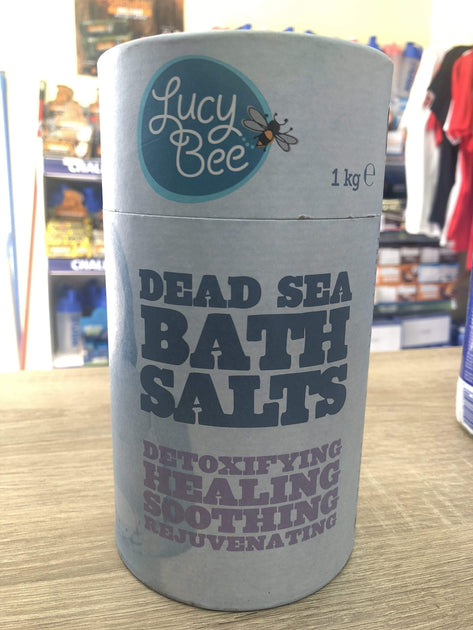 Lucy
Bee
1 kg ℮
DEAD SEA
BATH
SALTS
DETOXIFYING
HEALING
SOOTHING
REJUVENATING